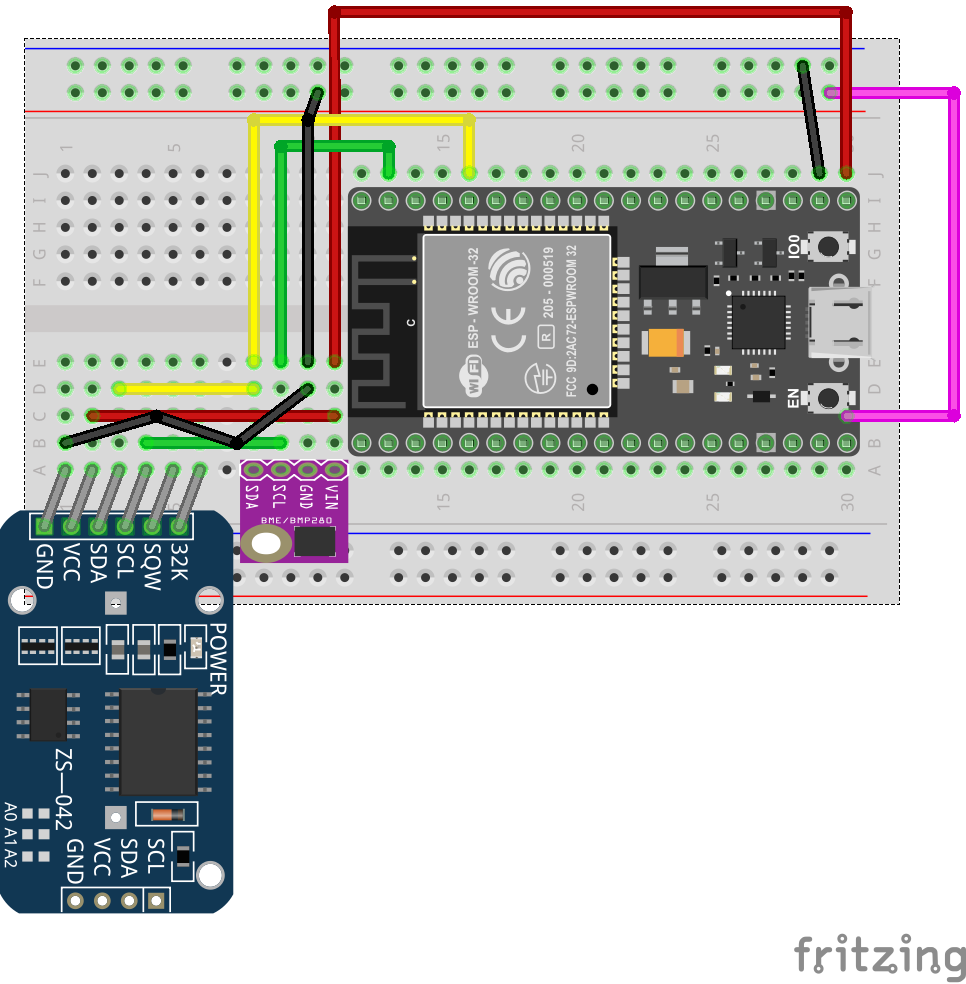 1
5
15
20
25
J
J
I
I
H
H
G
G
F
F
E
E
D
D
C
C
B
B
A
A
IO0
EN
C
ESP - WROOM -32
CE
Wi Fi
R
205 - 000519
FCC 9D:2AC72-ESPWROOM 32
15
20
25
30
SDA
SCL
GND
VIN
BME/BMP280
GND
VCC
SDA
SCL
SQW
32K
POWER
ZS—042
A0 A1 A2
GND
VCC
SDA
SCL
fritzing